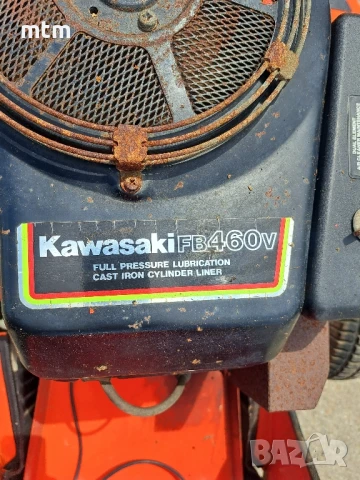 mtm
Kawasaki FB460V
FULL PRESSURE LUBRICATION
CAST IRON CYLINDER LINER
BAZAR